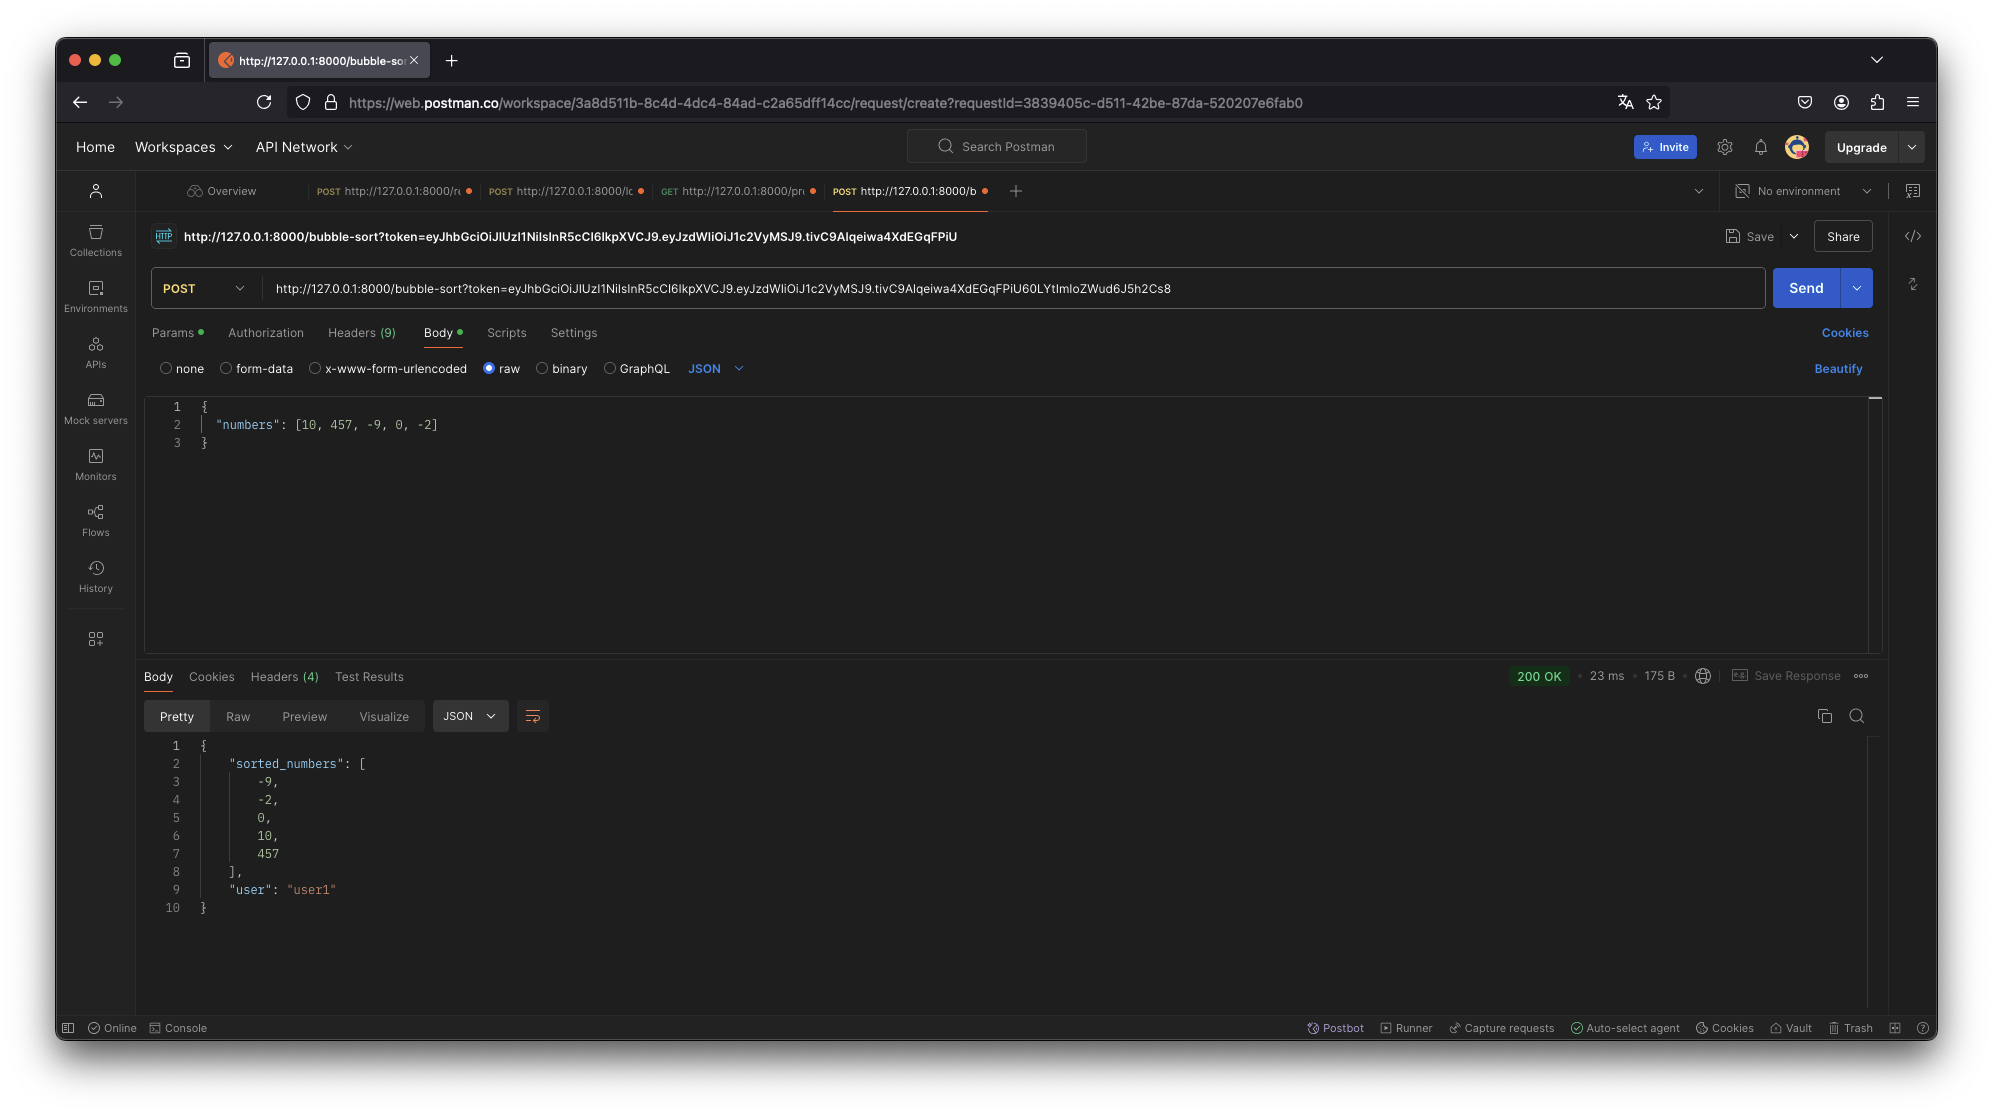 http://127.0.0.1:8000/bubble-so
https://web.postman.co/workspace/3a8d511b-8c4d-4dc4-84ad-c2a65dff14cc/request/create?requestId=3839405c-d511-42be-87da-520207e6fab0
Home Workspaces API Network Search Postman Invite Upgrade
Overview POST http://127.0.0.1:8000/re POST http://127.0.0.1:8000/lc GET http://127.0.0.1:8000/pr POST http://127.0.0.1:8000/b No environment
HTTP http://127.0.0.1:8000/bubble-sort?token=eyJhbGciOiJIUzI1NiIsInR5cCI6IkpXVCJ9.eyJzdWIiOiJ1c2VyMSJ9.tivC9AIqeiwa4XdEGqFPiU Save Share
POST http://127.0.0.1:8000/bubble-sort?token=eyJhbGciOiJIUzI1NiIsInR5cCI6IkpXVCJ9.eyJzdWIiOiJ1c2VyMSJ9.tivC9AIqeiwa4XdEGqFPiU60LYtImIoZWud6J5h2Cs8 Send
Params Authorization Headers (9) Body Scripts Settings Cookies
none form-data x-www-form-urlencoded raw binary GraphQL JSON Beautify
Collections
Environments
APIs
Mock servers
Monitors
Flows
History
1 {
2 "numbers": [10, 457, -9, 0, -2]
3 }
Body Cookies Headers (4) Test Results 200 OK 23 ms 175 B Save Response
Pretty Raw Preview Visualize JSON
1 {
2 "sorted_numbers": [
3 -9,
4 -2,
5 0,
6 10,
7 457
8 ],
9 "user": "user1"
10 }
Online Console Postbot Runner Capture requests Auto-select agent Cookies Vault Trash